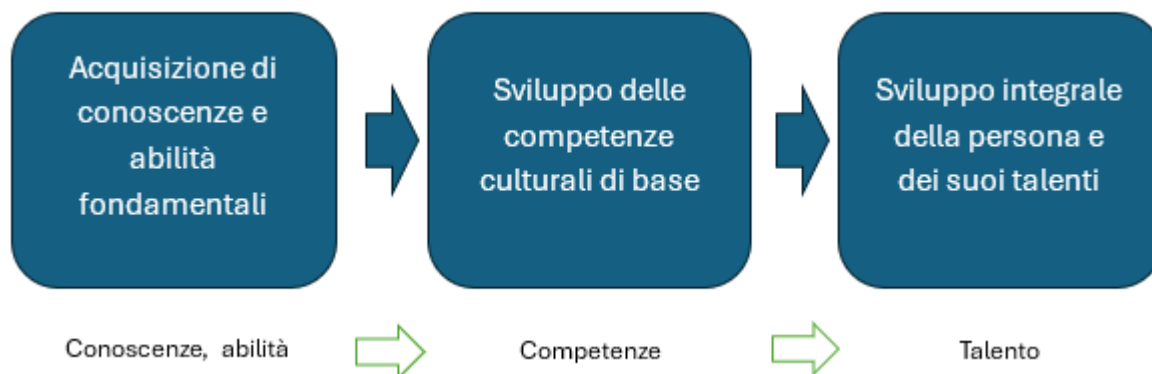 Acquisizione di
conoscenze e
abilità
fondamentali
Sviluppo delle
competenze
culturali di base
Sviluppo integrale
della persona e
dei suoi talenti
Conoscenze, abilità
Competenze
Talento